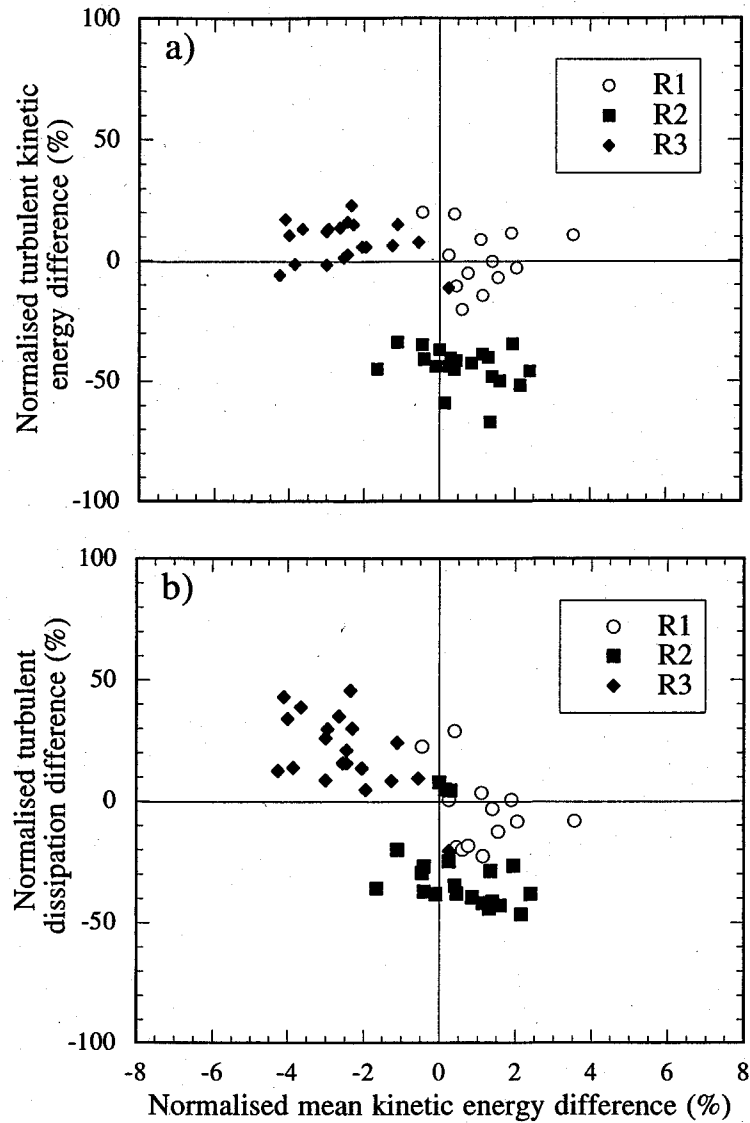 100
50
0
-50
-100
Normalised turbulent kinetic
energy difference (%)
a)
R1
R2
R3
100
50
0
-50
-100
Normalised turbulent
dissipation difference (%)
b)
R1
R2
R3
-8 -6 -4 -2 0 2 4 6 8
Normalised mean kinetic energy difference (%)